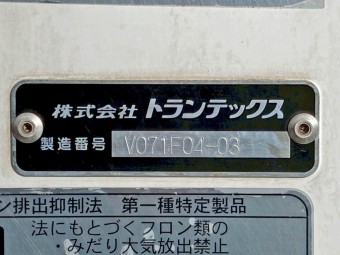 株式会社 トランテックス
製造番号 V071F04-03
ン排出抑制法 第一種特定製品
法にもとづくフロン類の
・みだり大気放出禁止